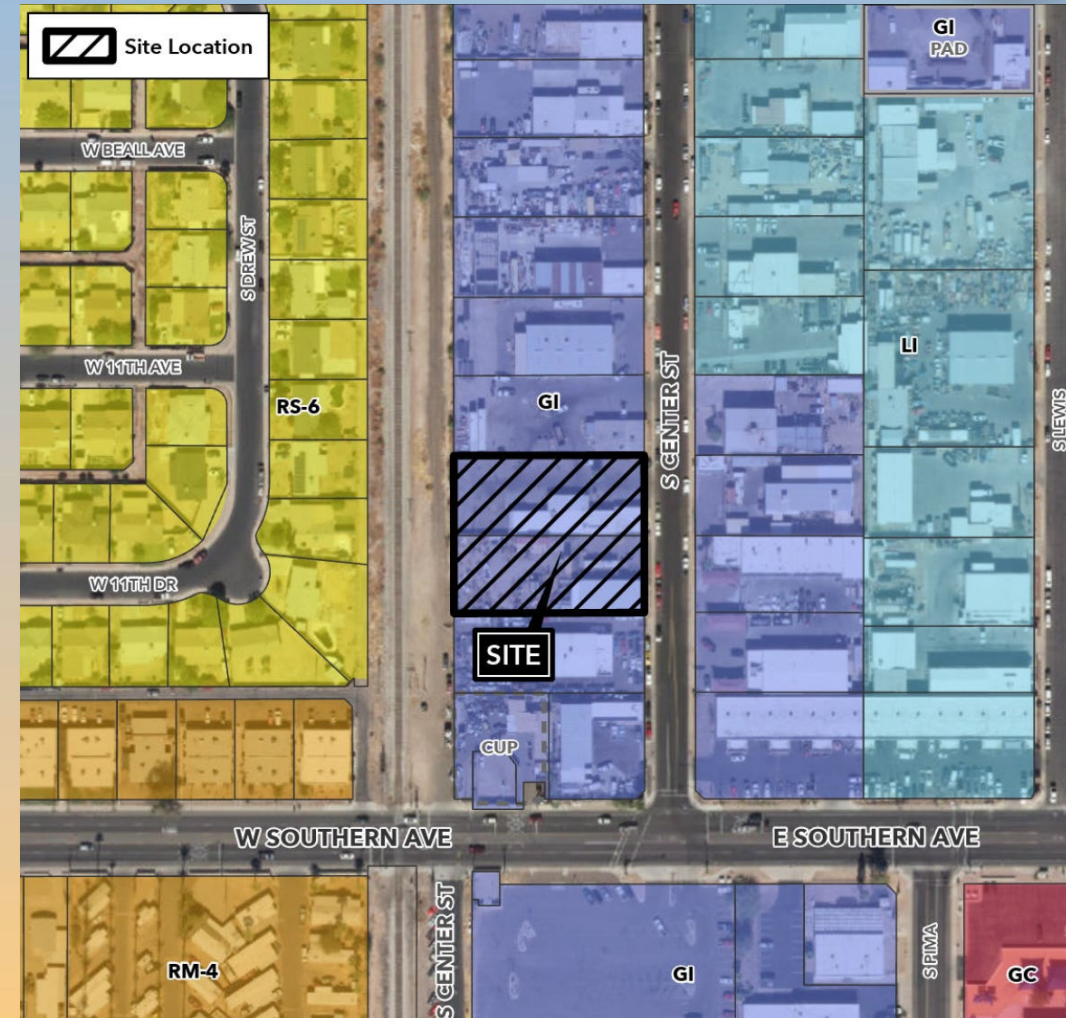 Site Location
GI
PAD
W BEALL AVE
S DREW ST
W 11TH AVE
LI
S CENTER ST
GI
RS-6
S LEWIS
W 11TH DR
SITE
CUP
W SOUTHERN AVE
E SOUTHERN AVE
S CENTER ST
S PIMA
RM-4
GI
GC